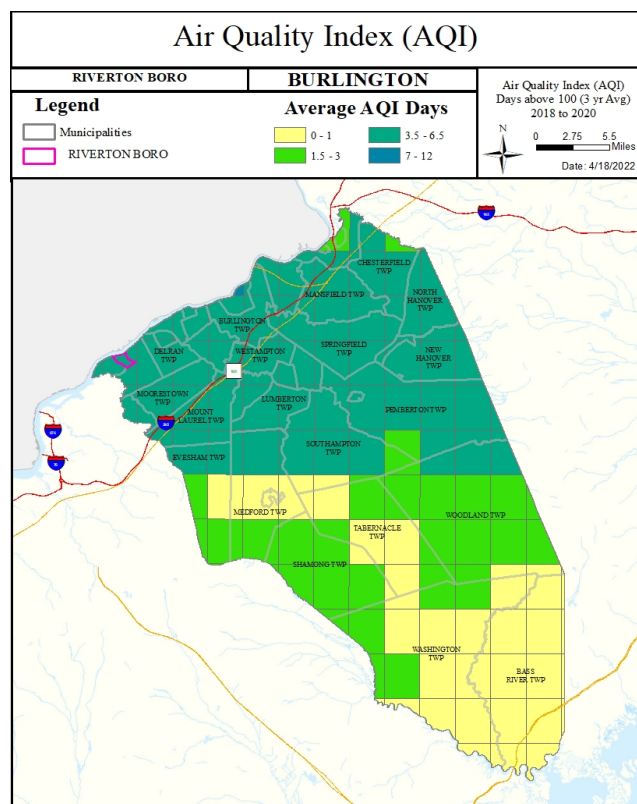 Air Quality Index (AQI)
RIVERTON BORO
BURLINGTON
Legend
Municipalities
RIVERTON BORO
Average AQI Days
0 - 1
3.5 - 6.5
1.5 - 3
7 - 12
Air Quality Index (AQI)
Days above 100 (3 yr Avg)
2018 to 2020
N
0 2.75 5.5
Miles
Date: 4/18/2022
CHESTERFIELD
TWP
MANSFIELD TWP
NORTH
HANOVER
TWP
BURLINGTON
TWP
SPRINGFIELD
TWP
DELRAN
TWP
WESTAMPTON
TWP
NEW
HANOVER
TWP
MOORESTOWN
TWP
LUMBERTON
TWP
MOUNT
LAUREL TWP
PEMBERTON TWP
SOUTHAMPTON
TWP
EVESHAM TWP
MEDFORD TWP
WOODLAND TWP
TABERNACLE
TWP
SHAMONG TWP
WASHINGTON
TWP
BASS
RIVER TWP